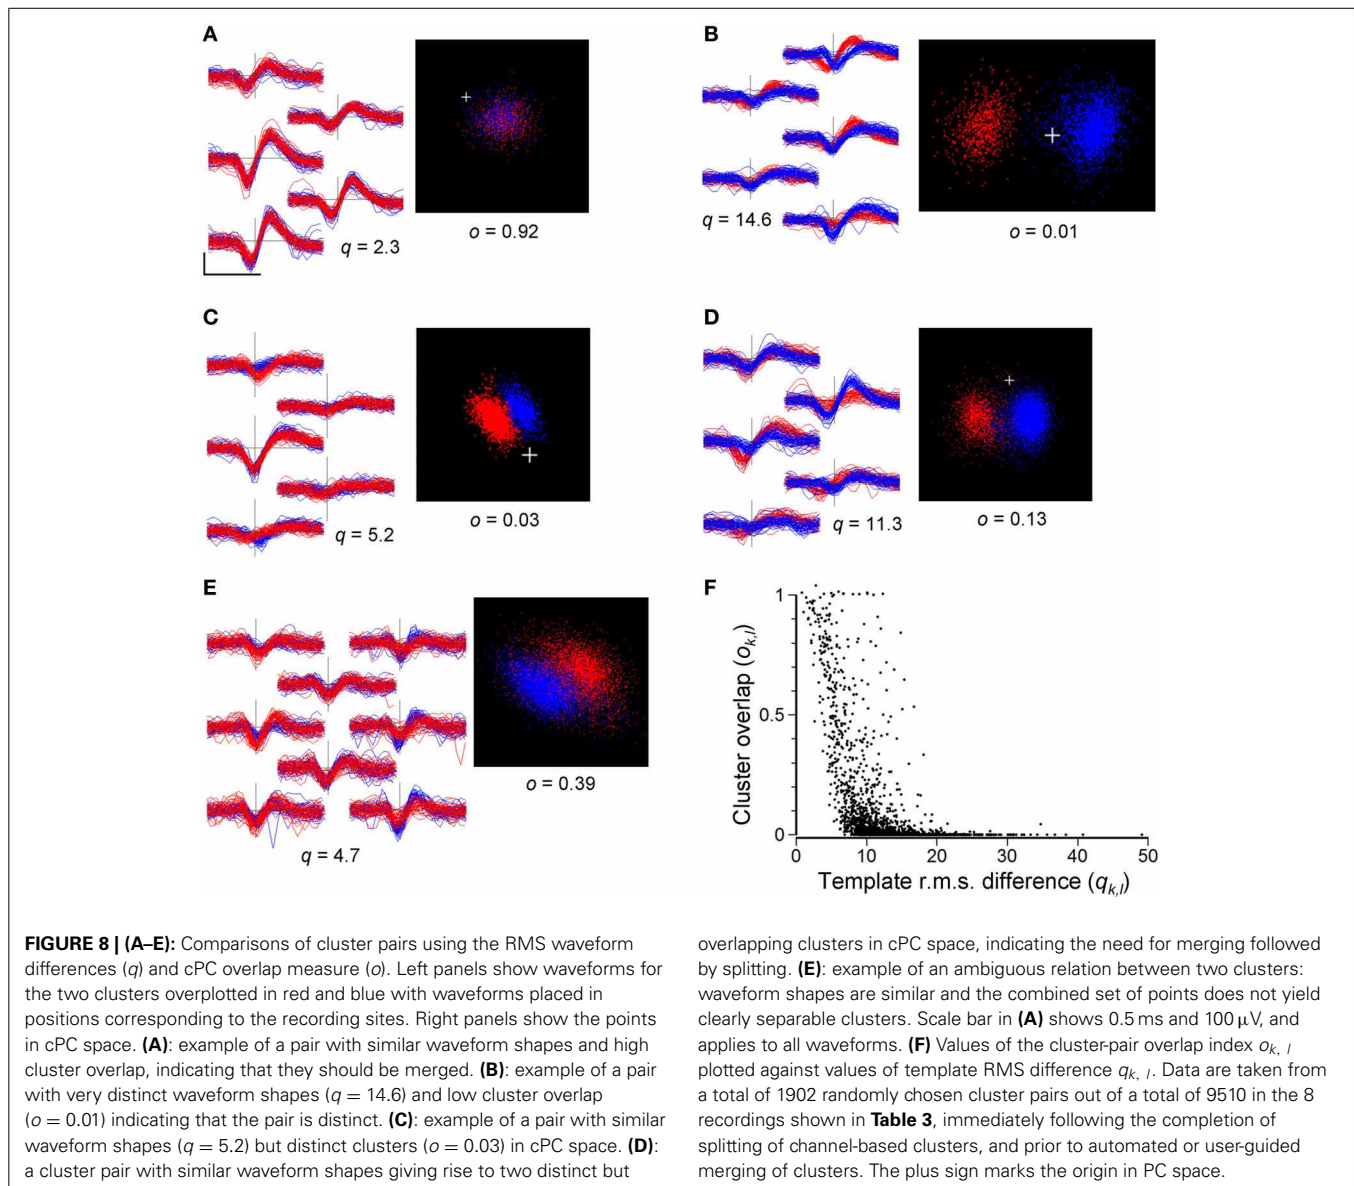 A
q = 2.3
o = 0.92
B
q = 14.6
o = 0.01
C
q = 5.2
o = 0.03
D
q = 11.3
o = 0.13
E
q = 4.7
o = 0.39
F
1
0.5
0
Cluster overlap (o_k,l)
0 10 20 30 40 50
Template r.m.s. difference (q_k,l)
FIGURE 8 | (A–E): Comparisons of cluster pairs using the RMS waveform
differences (q) and cPC overlap measure (o). Left panels show waveforms for
the two clusters overplotted in red and blue with waveforms placed in
positions corresponding to the recording sites. Right panels show the points
in cPC space. (A): example of a pair with similar waveform shapes and high
cluster overlap, indicating that they should be merged. (B): example of a pair
with very distinct waveform shapes (q = 14.6) and low cluster overlap
(o = 0.01) indicating that the pair is distinct. (C): example of a pair with similar
waveform shapes (q = 5.2) but distinct clusters (o = 0.03) in cPC space. (D):
a cluster pair with similar waveform shapes giving rise to two distinct but
overlapping clusters in cPC space, indicating the need for merging followed
by splitting. (E): example of an ambiguous relation between two clusters:
waveform shapes are similar and the combined set of points does not yield
clearly separable clusters. Scale bar in (A) shows 0.5 ms and 100 μV, and
applies to all waveforms. (F) Values of the cluster-pair overlap index o_k, l
plotted against values of template RMS difference q_k, l. Data are taken from
a total of 1902 randomly chosen cluster pairs out of a total of 9510 in the 8
recordings shown in Table 3, immediately following the completion of
splitting of channel-based clusters, and prior to automated or user-guided
merging of clusters. The plus sign marks the origin in PC space.